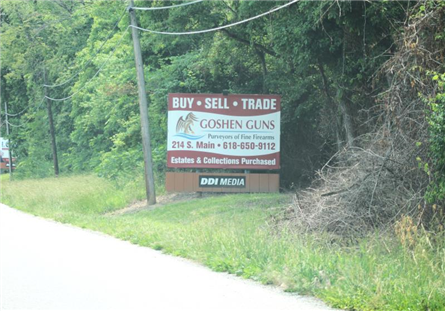 BUY • SELL • TRADE
GOSHEN GUNS
Purveyors of Fine Firearms
214 S. Main • 618-650-9112
Estates & Collections Purchased
DDI MEDIA